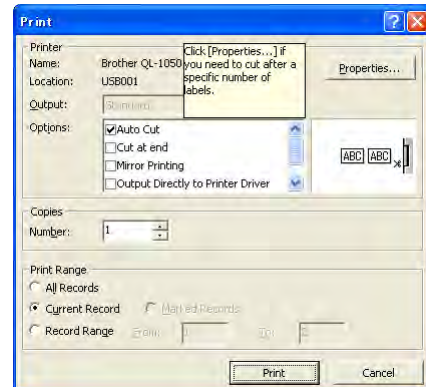 Print
Printer
Name: Brother QL-1050
Click [Properties...] if
you need to cut after a
specific number of
labels.
Properties...
Location: USB001
Output: Standard
Options:
Auto Cut
Cut at end
Mirror Printing
Output Directly to Printer Driver
ABC ABC
Copies
Number: 1
Print Range
All Records
Current Record Marked Records
Record Range From: To:
Print Cancel